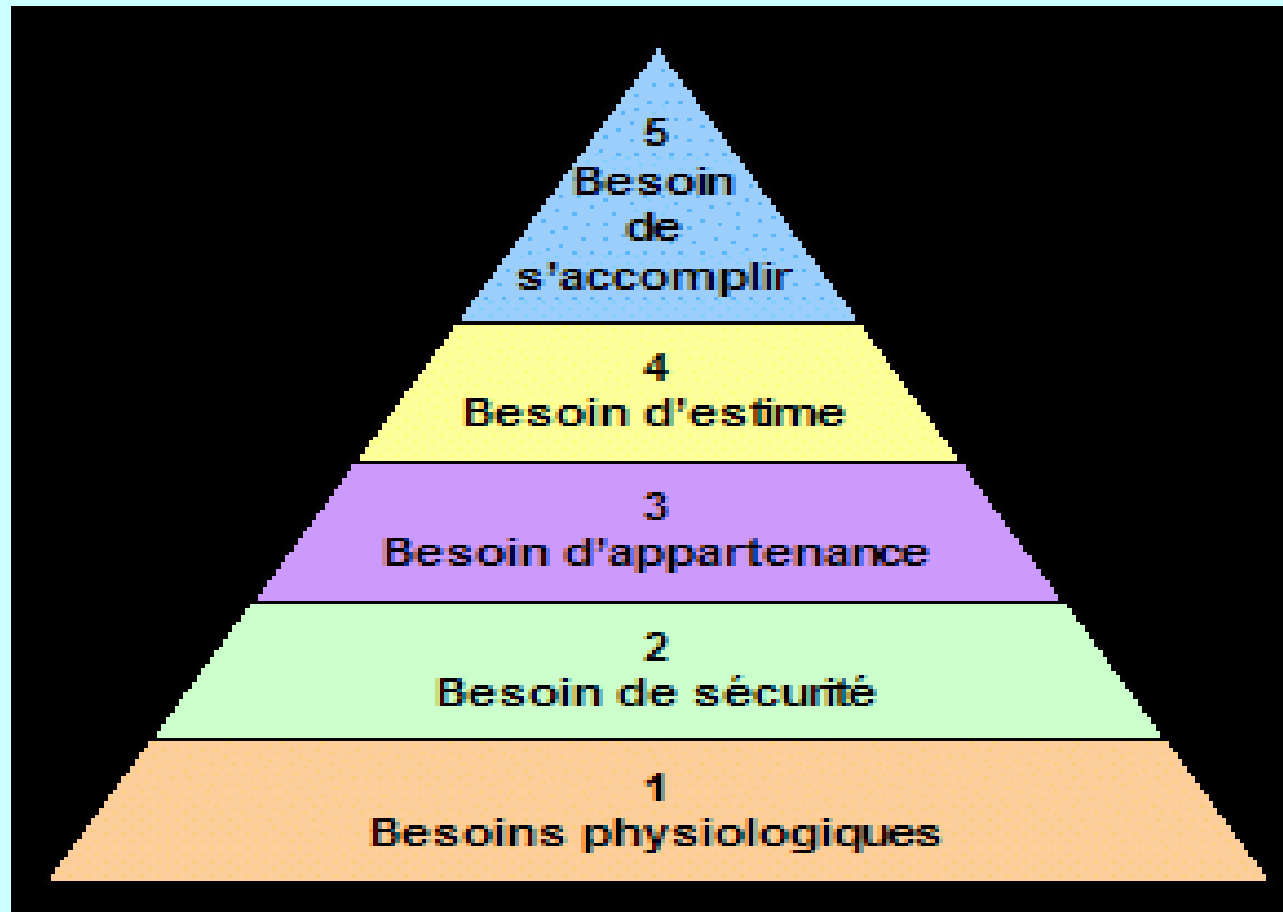 5
Besoin
de
s'accomplir
4
Besoin d'estime
3
Besoin d'appartenance
2
Besoin de sécurité
1
Besoins physiologiques